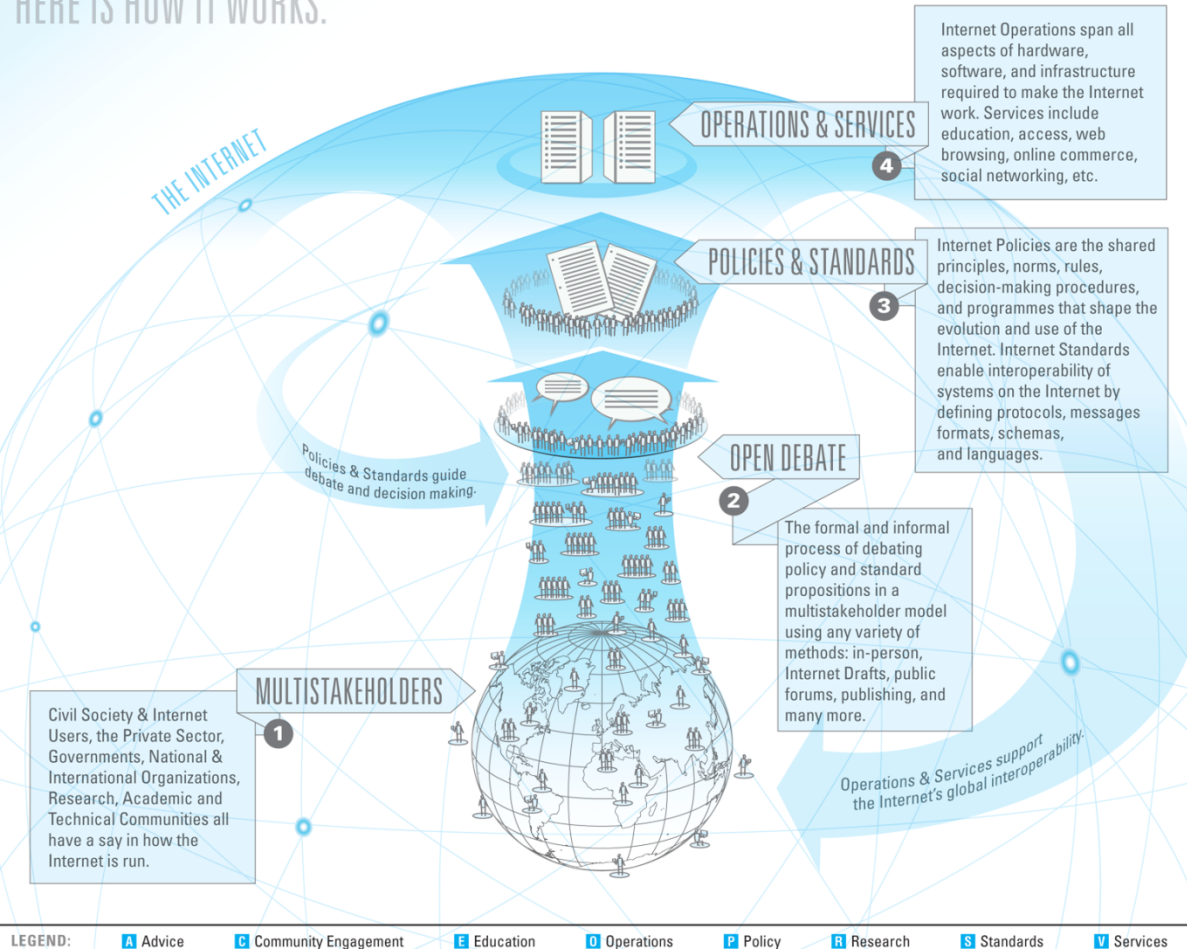 HERE IS HOW IT WORKS.
THE INTERNET
OPERATIONS & SERVICES
4
Internet Operations span all
aspects of hardware,
software, and infrastructure
required to make the Internet
work. Services include
education, access, web
browsing, online commerce,
social networking, etc.
POLICIES & STANDARDS
3
Internet Policies are the shared
principles, norms, rules,
decision-making procedures,
and programmes that shape the
evolution and use of the
Internet. Internet Standards
enable interoperability of
systems on the Internet by
defining protocols, messages
formats, schemas,
and languages.
Policies & Standards guide
debate and decision making.
OPEN DEBATE
2
The formal and informal
process of debating
policy and standard
propositions in a
multistakeholder model
using any variety of
methods: in-person,
Internet Drafts, public
forums, publishing, and
many more.
MULTISTAKEHOLDERS
1
Civil Society & Internet
Users, the Private Sector,
Governments, National &
International Organizations,
Research, Academic and
Technical Communities all
have a say in how the
Internet is run.
Operations & Services support
the Internet's global interoperability.
LEGEND: A Advice C Community Engagement E Education O Operations P Policy R Research S Standards V Services